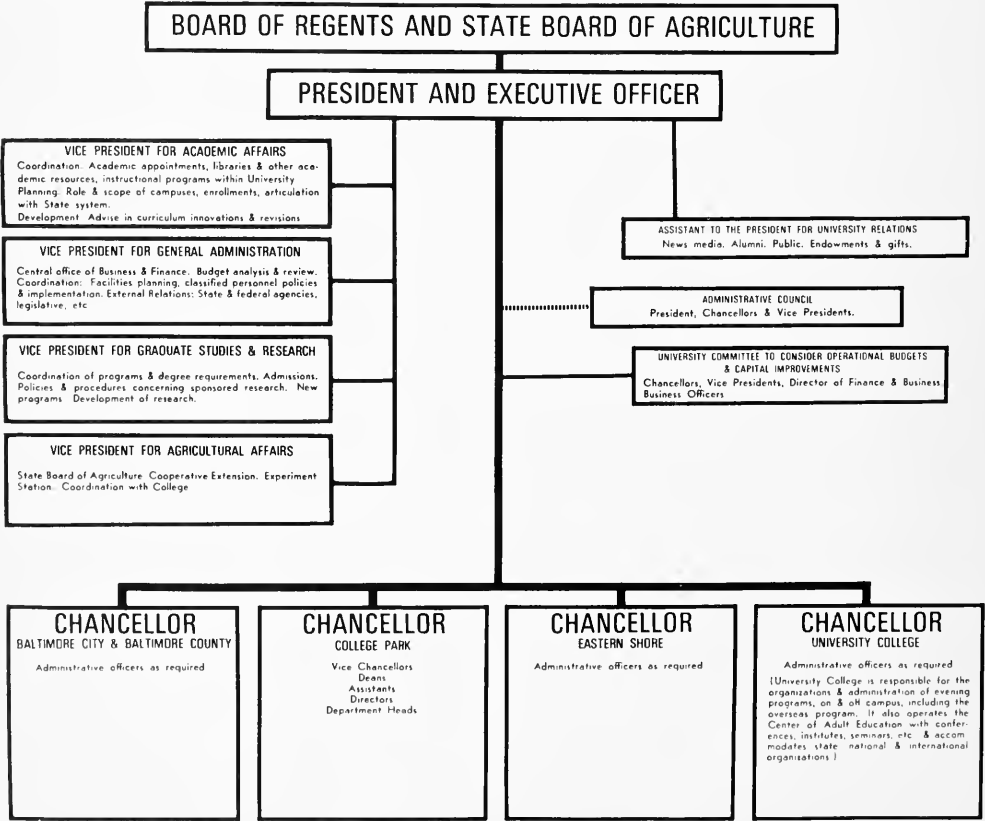 BOARD OF REGENTS AND STATE BOARD OF AGRICULTURE
PRESIDENT AND EXECUTIVE OFFICER
VICE PRESIDENT FOR ACADEMIC AFFAIRS
Coordination. Academic appointments, libraries & other aca-
demic resources, instructional programs within University
Planning. Role & scope of campuses, enrollments, articulation
with State system.
Development Advise in curriculum innovations & revisions
VICE PRESIDENT FOR GENERAL ADMINISTRATION
Central office of Business & Finance. Budget analysis & review.
Coordination: Facilities planning, classified personnel policies
& implementation. External Relations: State & federal agencies,
legislative, etc
VICE PRESIDENT FOR GRADUATE STUDIES & RESEARCH
Coordination of programs & degree requirements. Admissions.
Policies & procedures concerning sponsored research. New
programs Development of research.
VICE PRESIDENT FOR AGRICULTURAL AFFAIRS
State Board of Agriculture Cooperative Extension. Experiment
Station. Coordination with College
ASSISTANT TO THE PRESIDENT FOR UNIVERSITY RELATIONS
News media. Alumni. Public. Endowments & gifts.
ADMINISTRATIVE COUNCIL
President, Chancellors & Vice Presidents.
UNIVERSITY COMMITTEE TO CONSIDER OPERATIONAL BUDGETS
& CAPITAL IMPROVEMENTS
Chancellors, Vice Presidents, Director of Finance & Business
Business Officers
CHANCELLOR
BALTIMORE CITY & BALTIMORE COUNTY
Administrative officers as required
CHANCELLOR
COLLEGE PARK
Vice Chancellors
Deans
Assistants
Directors
Department Heads
CHANCELLOR
EASTERN SHORE
Administrative officers as required
CHANCELLOR
UNIVERSITY COLLEGE
Administrative officers as required
(University College is responsible for the
organizations & administration of evening
programs, on & off campus, including the
overseas program. It also operates the
Center of Adult Education with confer-
ences, institutes, seminars, etc & accom
modates state national & international
organizations )